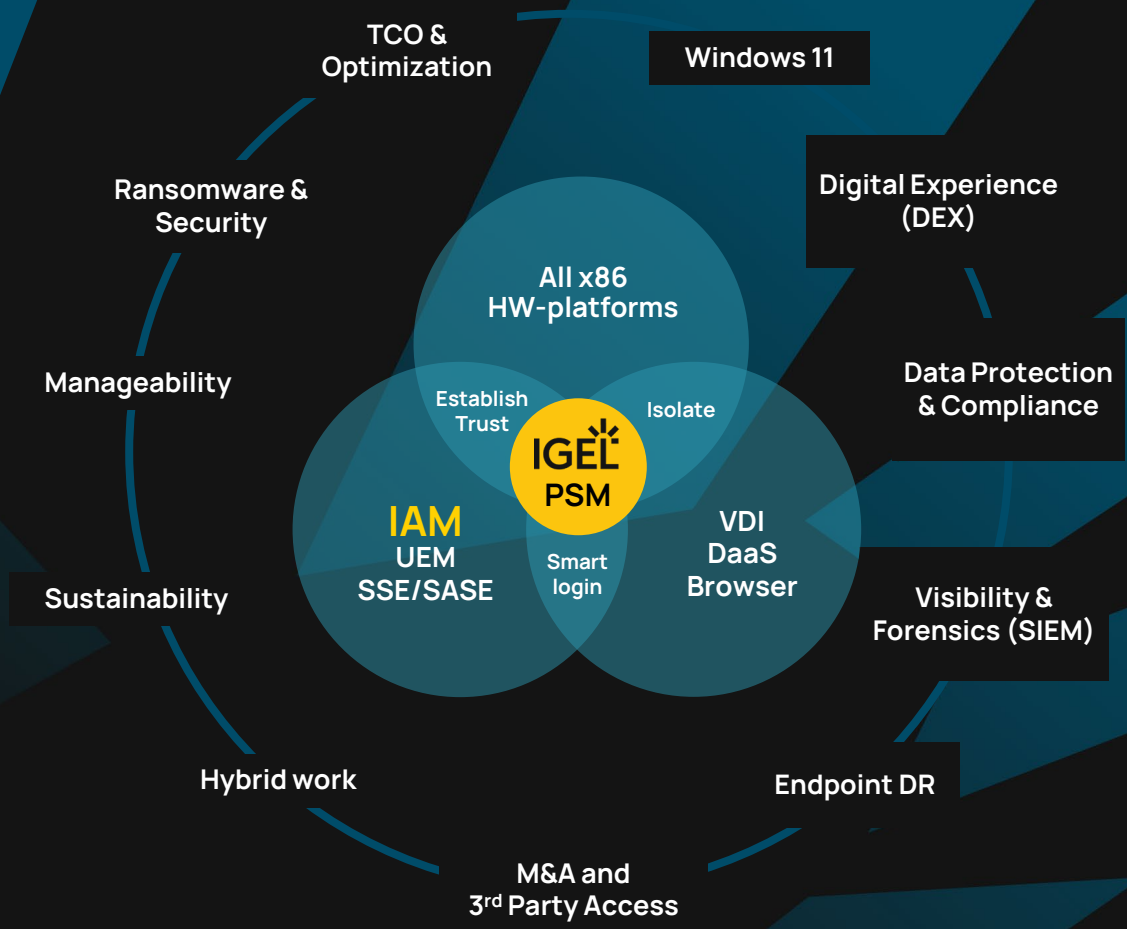 TCO &
Optimization
Windows 11
Ransomware &
Security
Digital Experience
(DEX)
All x86
HW-platforms
Manageability
Data Protection
& Compliance
Establish
Trust
Isolate
IGEL
PSM
IAM
UEM
SSE/SASE
VDI
DaaS
Browser
Smart
login
Sustainability
Visibility &
Forensics (SIEM)
Hybrid work
Endpoint DR
M&A and
3rd Party Access